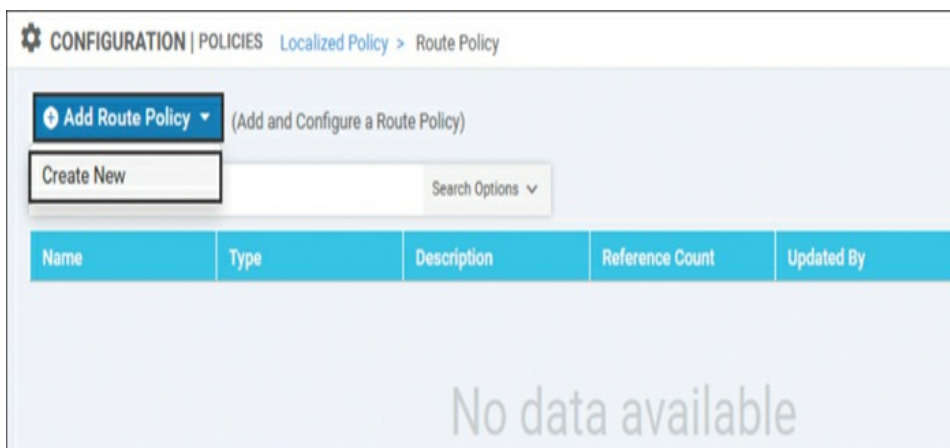 CONFIGURATION | POLICIES Localized Policy > Route Policy
Add Route Policy (Add and Configure a Route Policy)
Create New
Search Options
Name Type Description Reference Count Updated By
No data available